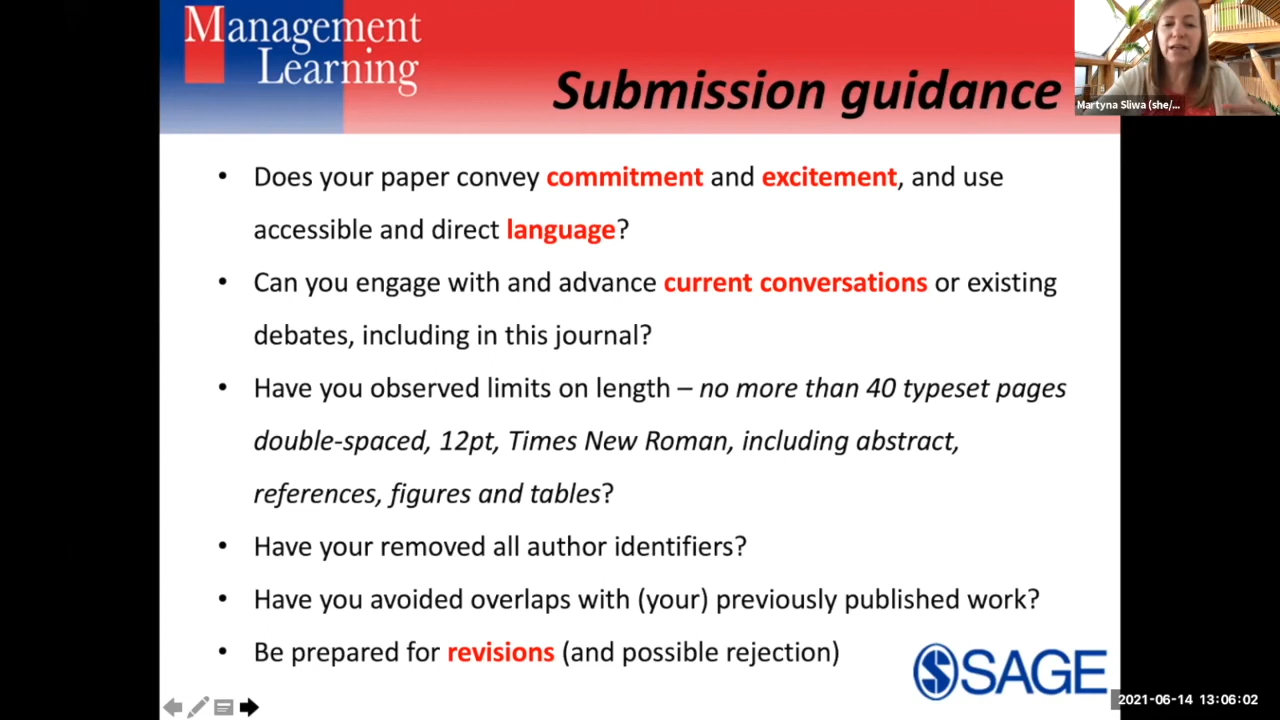 Management
Learning
Submission guidance
Martyna Sliwa (she/...
• Does your paper convey commitment and excitement, and use
accessible and direct language?
• Can you engage with and advance current conversations or existing
debates, including in this journal?
• Have you observed limits on length – no more than 40 typeset pages
double-spaced, 12pt, Times New Roman, including abstract,
references, figures and tables?
• Have your removed all author identifiers?
• Have you avoided overlaps with (your) previously published work?
• Be prepared for revisions (and possible rejection)
SAGE
2021-06-14 13:06:02